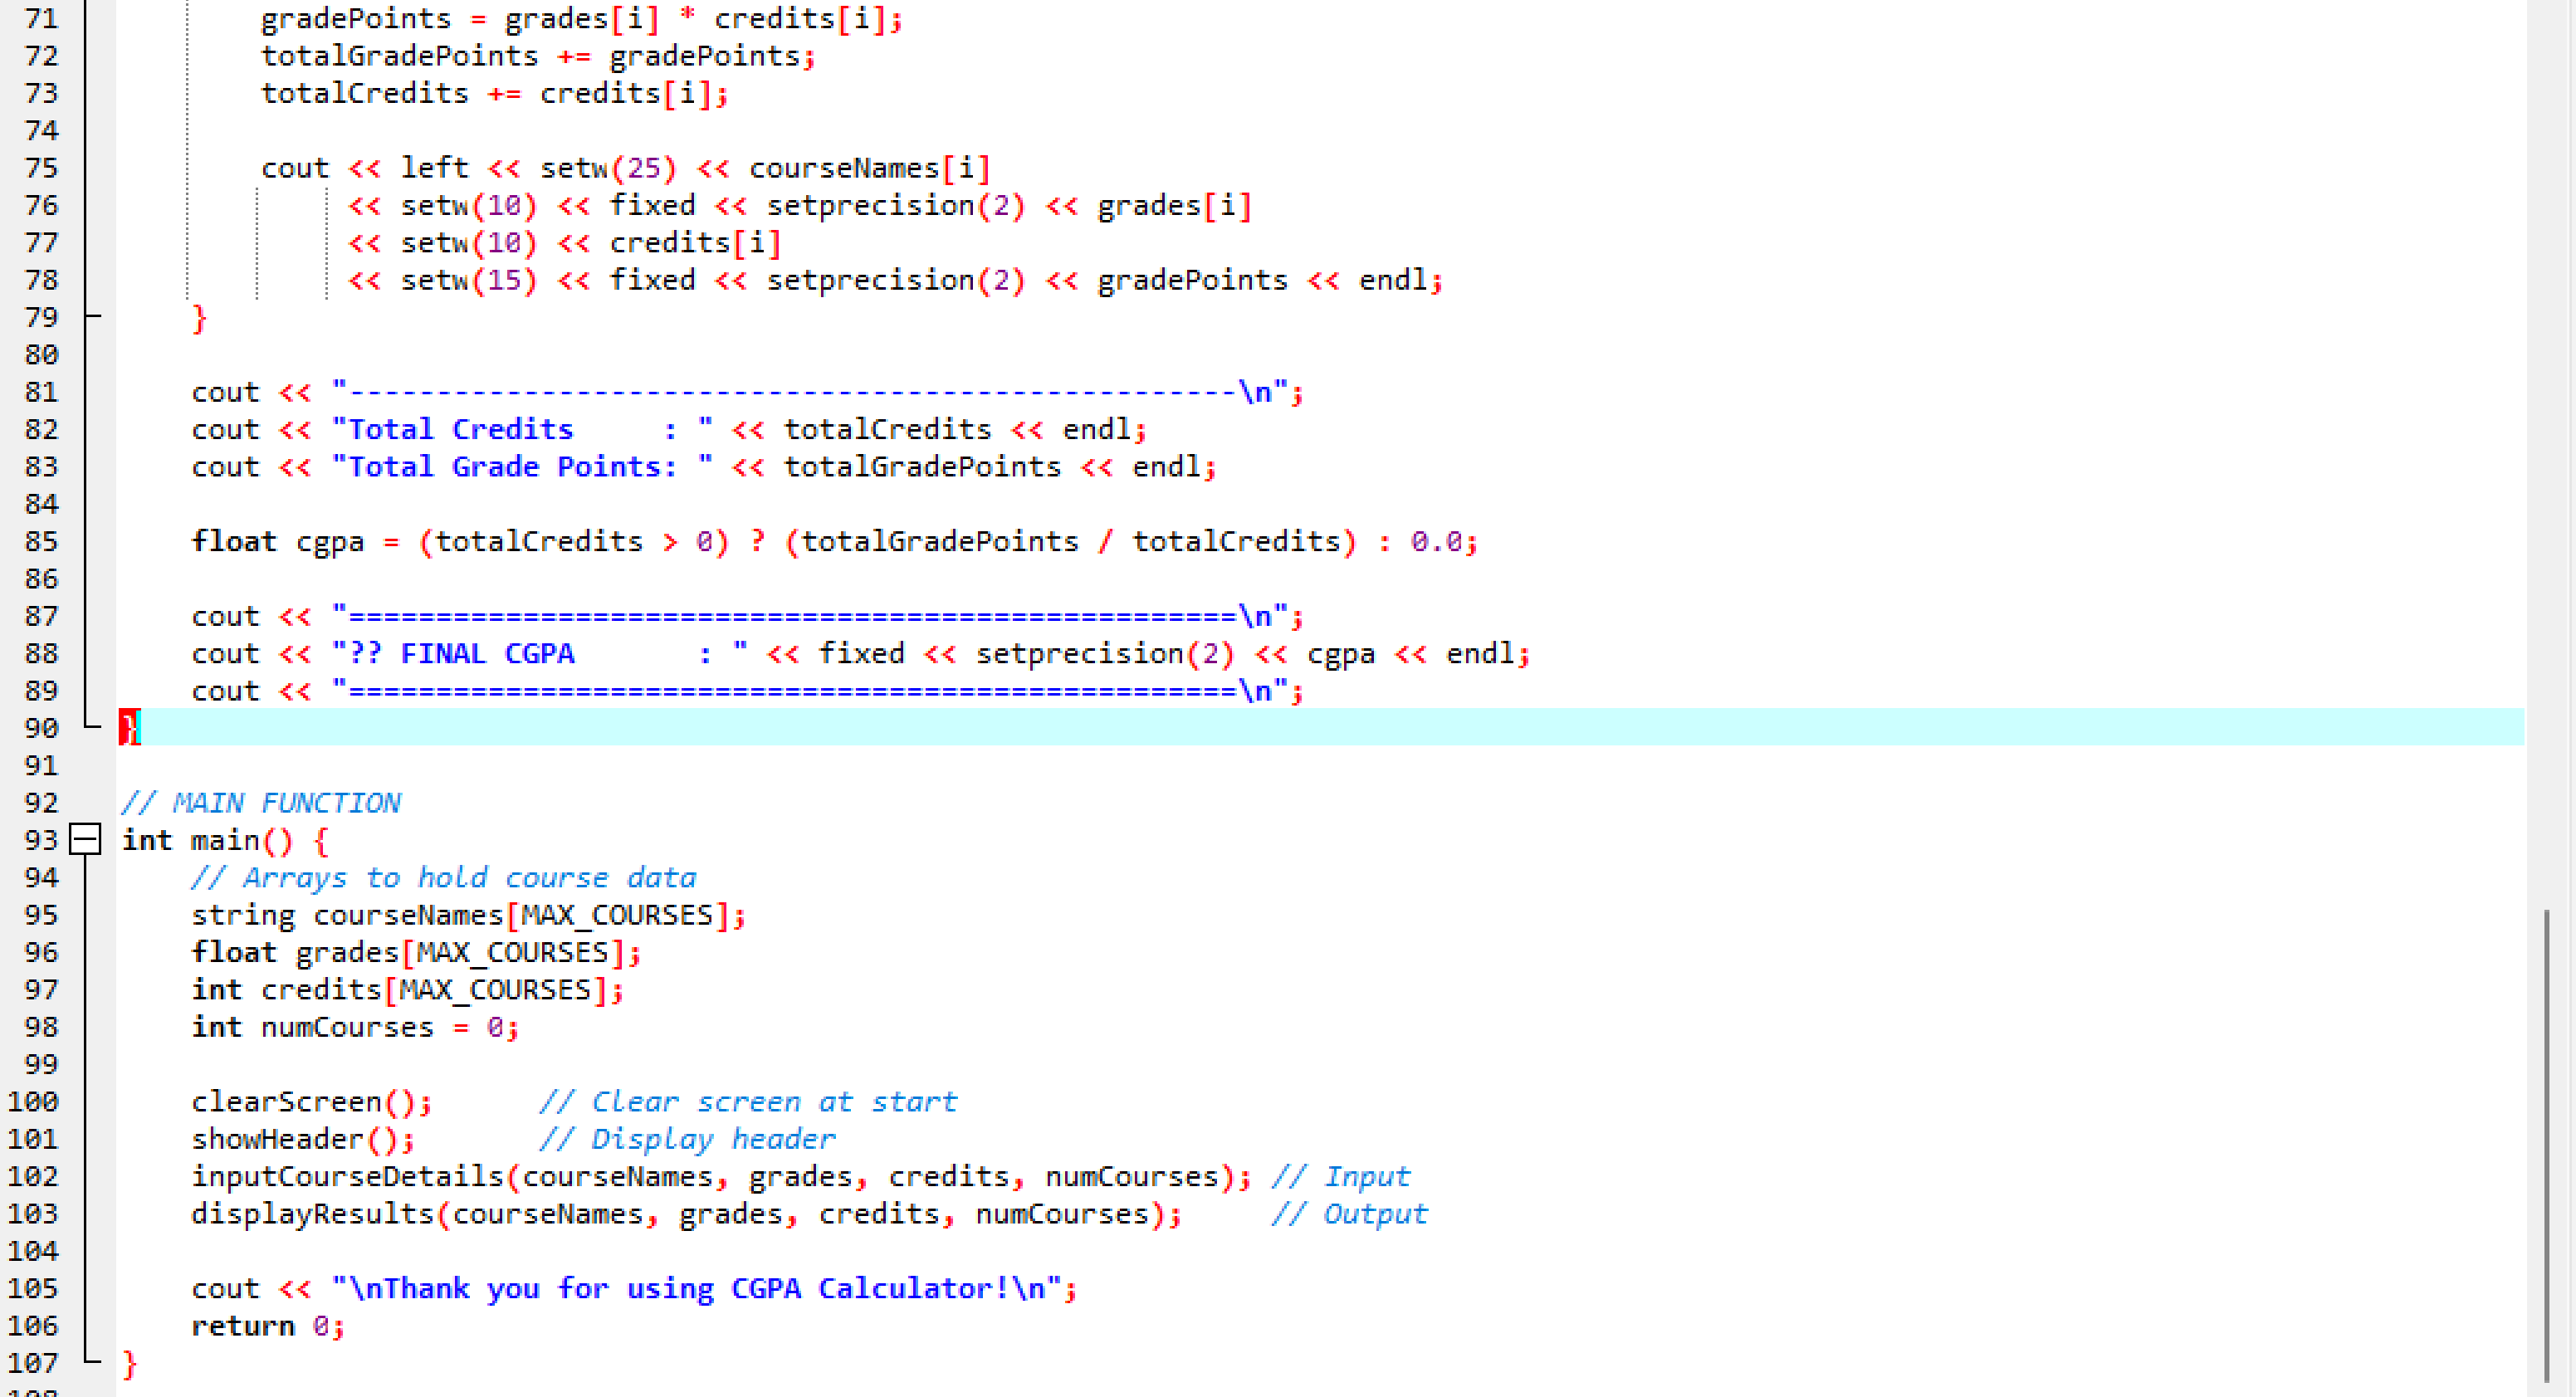 71 gradePoints = grades[i] * credits[i];
72 totalGradePoints += gradePoints;
73 totalCredits += credits[i];
74
75 cout << left << setw(25) << courseNames[i]
76 << setw(10) << fixed << setprecision(2) << grades[i]
77 << setw(10) << credits[i]
78 << setw(15) << fixed << setprecision(2) << gradePoints << endl;
79 }
80
81 cout << "---------------------------------------------------\n";
82 cout << "Total Credits     : " << totalCredits << endl;
83 cout << "Total Grade Points: " << totalGradePoints << endl;
84
85 float cgpa = (totalCredits > 0) ? (totalGradePoints / totalCredits) : 0.0;
86
87 cout << "===================================================\n";
88 cout << "?? FINAL CGPA       : " << fixed << setprecision(2) << cgpa << endl;
89 cout << "===================================================\n";
90 }
91
92 // MAIN FUNCTION
93 int main() {
94 // Arrays to hold course data
95 string courseNames[MAX_COURSES];
96 float grades[MAX_COURSES];
97 int credits[MAX_COURSES];
98 int numCourses = 0;
99
100 clearScreen();      // Clear screen at start
101 showHeader();       // Display header
102 inputCourseDetails(courseNames, grades, credits, numCourses); // Input
103 displayResults(courseNames, grades, credits, numCourses);     // Output
104
105 cout << "\nThank you for using CGPA Calculator!\n";
106 return 0;
107 }